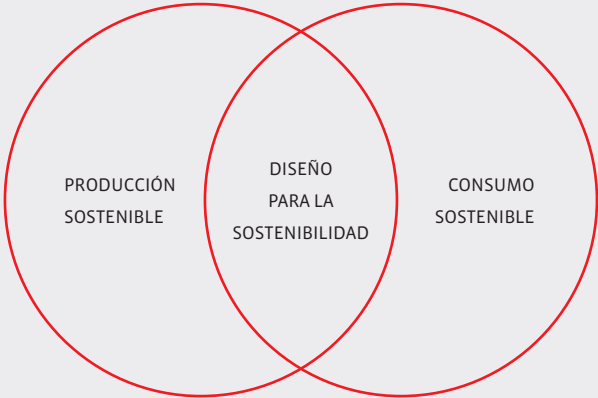 PRODUCCIÓN
SOSTENIBLE
DISEÑO
PARA LA
SOSTENIBILIDAD
CONSUMO
SOSTENIBLE